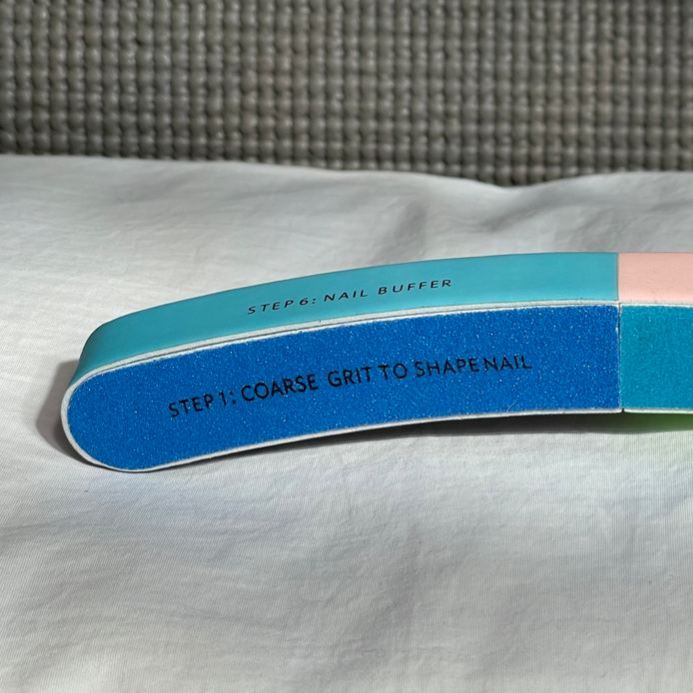 STEP 6: NAIL BUFFER
STEP 1: COARSE GRIT TO SHAPE NAIL